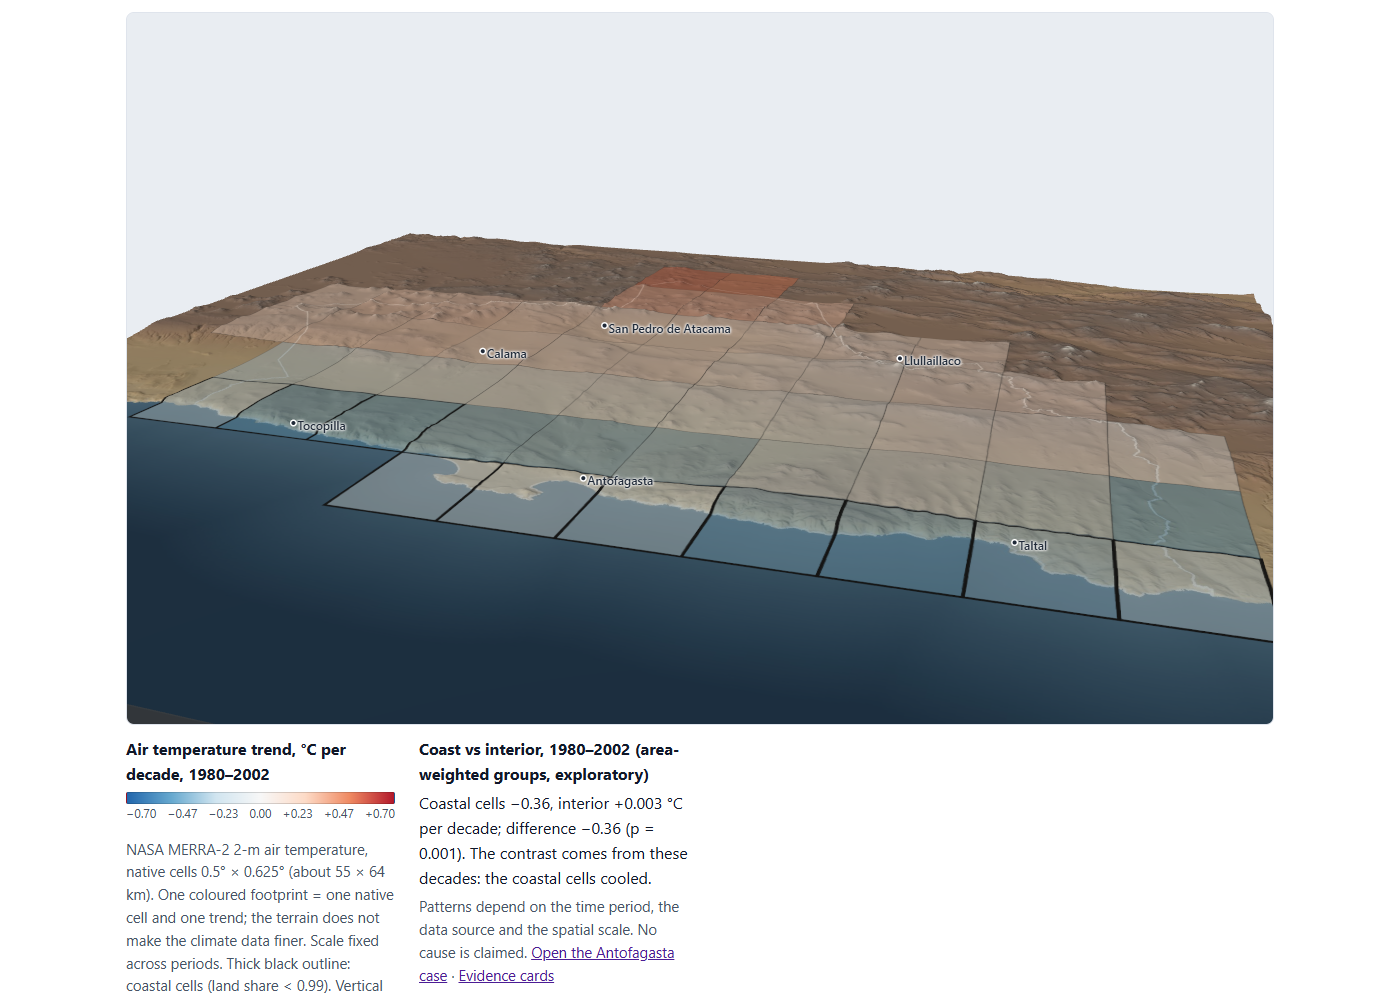 San Pedro de Atacama
Calama
Llullaillaco
Tocopilla
Antofagasta
Taltal
Air temperature trend, °C per
decade, 1980–2002
−0.70 −0.47 −0.23 0.00 +0.23 +0.47 +0.70
NASA MERRA-2 2-m air temperature,
native cells 0.5° × 0.625° (about 55 × 64
km). One coloured footprint = one native
cell and one trend; the terrain does not
make the climate data finer. Scale fixed
across periods. Thick black outline:
coastal cells (land share < 0.99). Vertical
Coast vs interior, 1980–2002 (area-
weighted groups, exploratory)
Coastal cells −0.36, interior +0.003 °C
per decade; difference −0.36 (p =
0.001). The contrast comes from these
decades: the coastal cells cooled.
Patterns depend on the time period, the
data source and the spatial scale. No
cause is claimed. Open the Antofagasta
case · Evidence cards